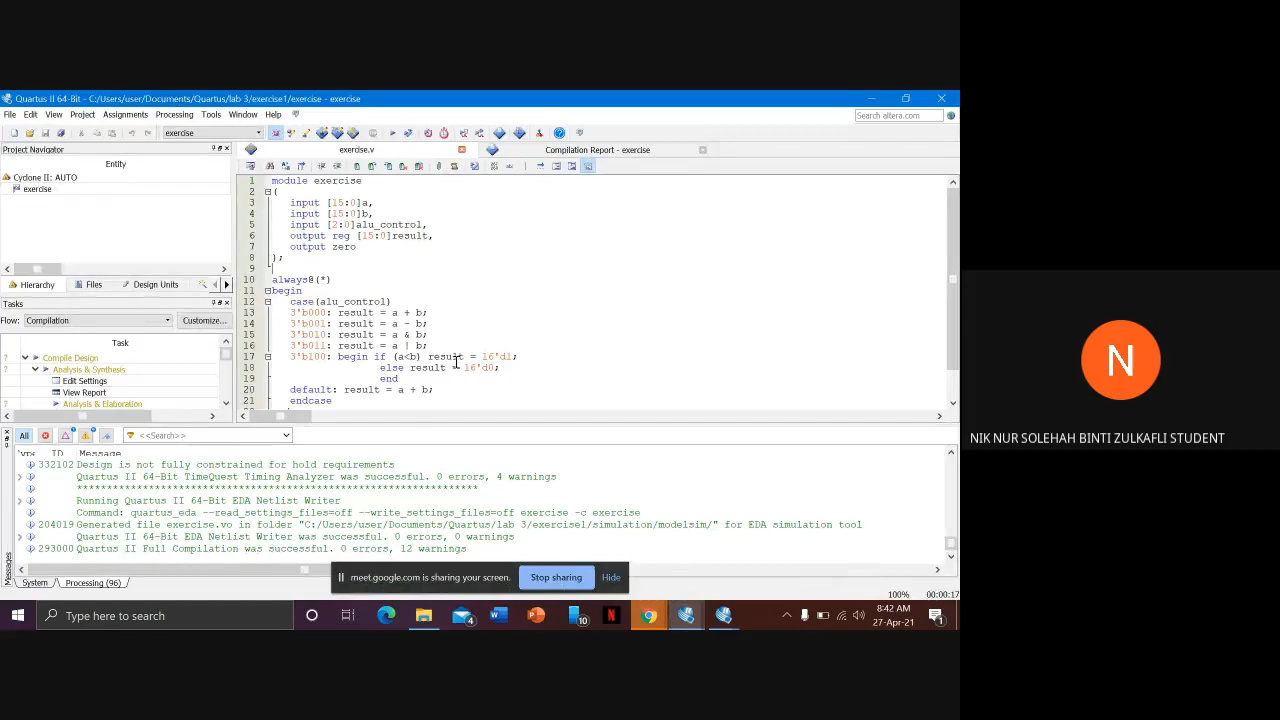 Quartus II 64-Bit - C:/Users/user/Documents/Quartus/lab 3/exercise1/exercise - exercise
File Edit View Project Assignments Processing Tools Window Help
Search altera.com
exercise
Project Navigator
exercise.v
Compilation Report - exercise
Entity
Cyclone II: AUTO
exercise
Hierarchy Files Design Units
Tasks
Flow: Compilation Customize...
Task
Compile Design
Analysis & Synthesis
Edit Settings
View Report
Analysis & Elaboration
1 module exercise
2 (
3 input [15:0]a,
4 input [15:0]b,
5 input [2:0]alu_control,
6 output reg [15:0]result,
7 output zero
8 );
9
10 always@(*)
11 begin
12 case(alu_control)
13 3'b000: result = a + b;
14 3'b001: result = a - b;
15 3'b010: result = a & b;
16 3'b011: result = a | b;
17 3'b100: begin if (a<b) result = 16'd1;
18 else result = 16'd0;
19 end
20 default: result = a + b;
21 endcase
All <<Search>>
ID Message
332102 Design is not fully constrained for hold requirements
Quartus II 64-Bit TimeQuest Timing Analyzer was successful. 0 errors, 4 warnings
*******************************************************************
Running Quartus II 64-Bit EDA Netlist Writer
Command: quartus_eda --read_settings_files=off --write_settings_files=off exercise -c exercise
204019 Generated file exercise.vo in folder "C:/Users/user/Documents/Quartus/lab 3/exercise1/simulation/modelsim/" for EDA simulation tool
Quartus II 64-Bit EDA Netlist Writer was successful. 0 errors, 0 warnings
293000 Quartus II Full Compilation was successful. 0 errors, 12 warnings
Messages
System Processing (96)
meet.google.com is sharing your screen. Stop sharing Hide
100% 00:00:17
Type here to search
4
10
8:42 AM
27-Apr-21
1
N
NIK NUR SOLEHAH BINTI ZULKAFLI STUDENT